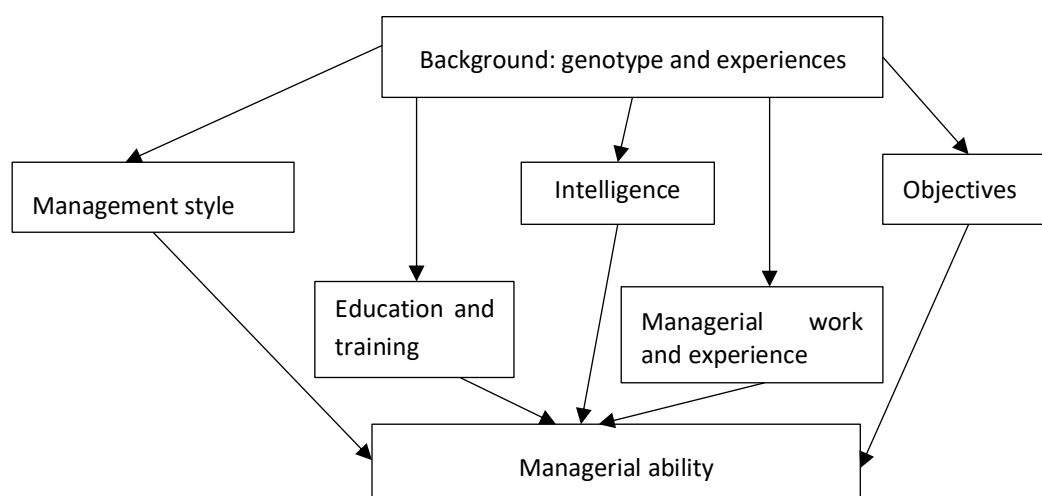 Background: genotype and experiences
Management style
Intelligence
Objectives
Education and
training
Managerial work
and experience
Managerial ability